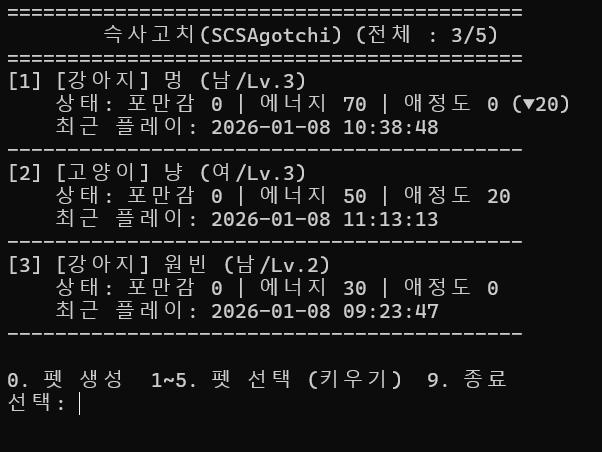 ===========================================
슥사고치(SCSAgotchi) (전체 : 3/5)
===========================================
[1] [강아지] 멍 (남/Lv.3)
상태: 포만감 0 | 에너지 70 | 애정도 0 (▼20)
최근 플레이: 2026-01-08 10:38:48
-------------------------------------------
[2] [고양이] 냥 (여/Lv.3)
상태: 포만감 0 | 에너지 50 | 애정도 20
최근 플레이: 2026-01-08 11:13:13
-------------------------------------------
[3] [강아지] 원빈 (남/Lv.2)
상태: 포만감 0 | 에너지 30 | 애정도 0
최근 플레이: 2026-01-08 09:23:47
-------------------------------------------
0. 펫 생성 1~5. 펫 선택 (키우기) 9. 종료
선택: